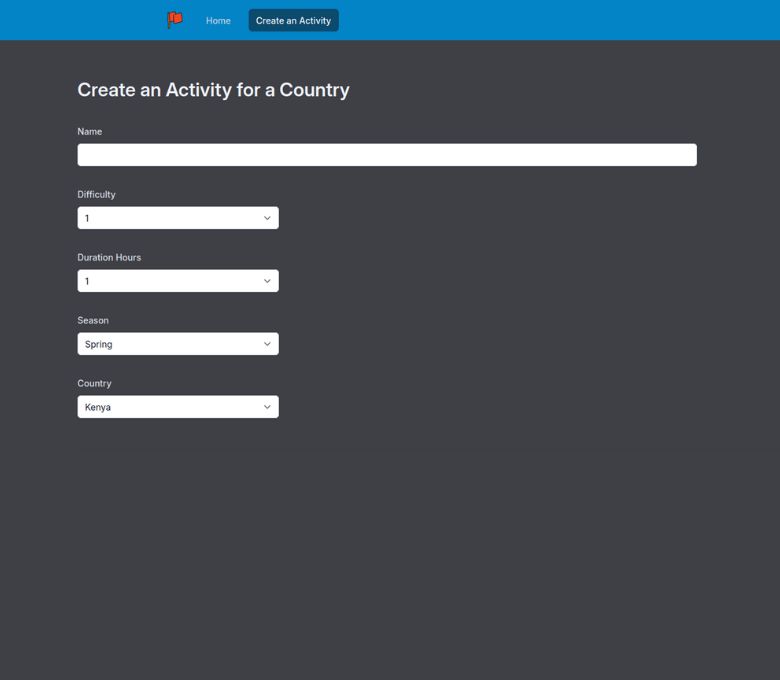 Home Create an Activity
Create an Activity for a Country
Name
Difficulty
1
Duration Hours
1
Season
Spring
Country
Kenya